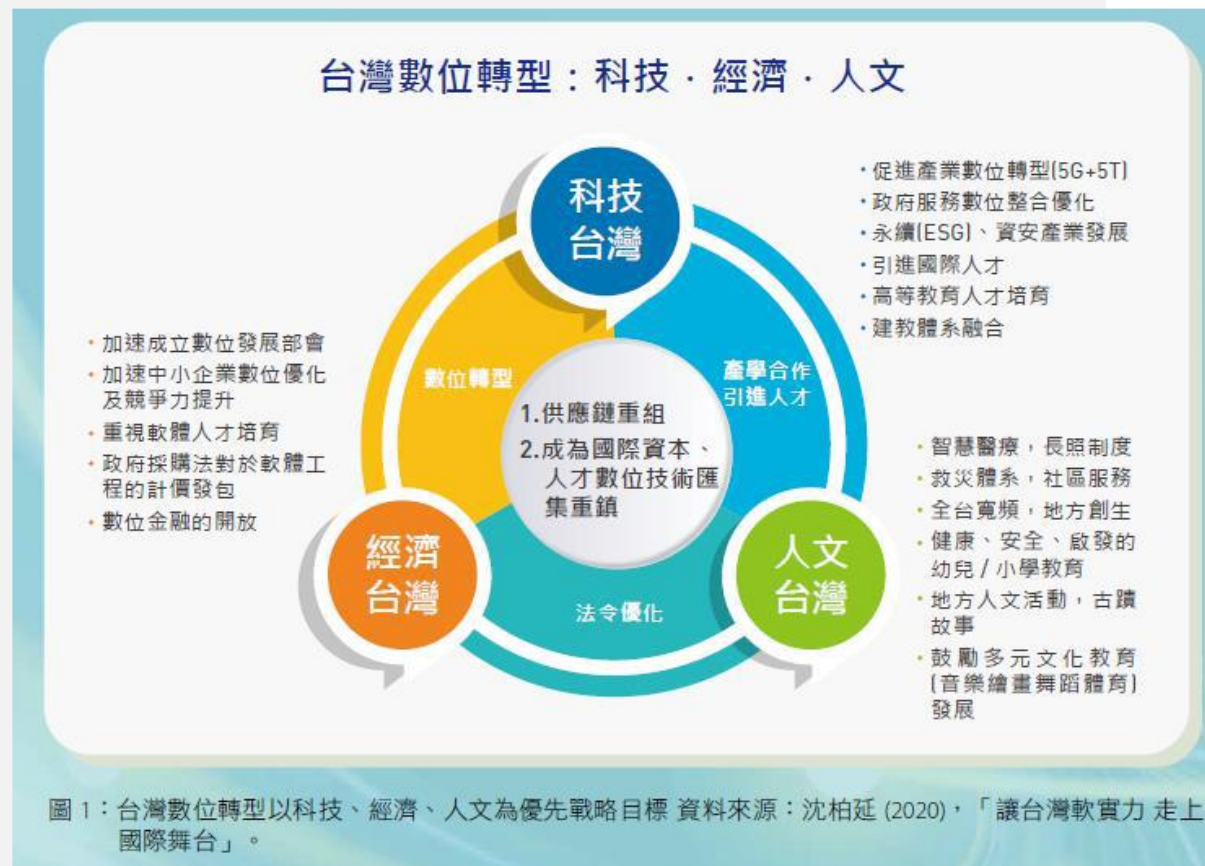 台灣數位轉型：科技．經濟．人文
科技
台灣
•促進產業數位轉型(5G+5T)
•政府服務數位整合優化
•永續(ESG)、資安產業發展
•引進國際人才
•高等教育人才培育
•建教體系融合
•加速成立數位發展部會
•加速中小企業數位優化
及競爭力提升
•重視軟體人才培育
•政府採購法對於軟體工
程的計價發包
•數位金融的開放
數位轉型
產學合作
引進人才
1.供應鏈重組
2.成為國際資本、
人才數位技術匯
集重鎮
經濟
台灣
法令優化
人文
台灣
•智慧醫療，長照制度
•救災體系，社區服務
•全台寬頻，地方創生
•健康、安全、啟發的
幼兒/小學教育
•地方人文活動，古蹟
故事
•鼓勵多元文化教育
(音樂繪畫舞蹈體育)
發展
圖 1：台灣數位轉型以科技、經濟、人文為優先戰略目標 資料來源：沈柏延 (2020)，「讓台灣軟實力 走上
國際舞台」。